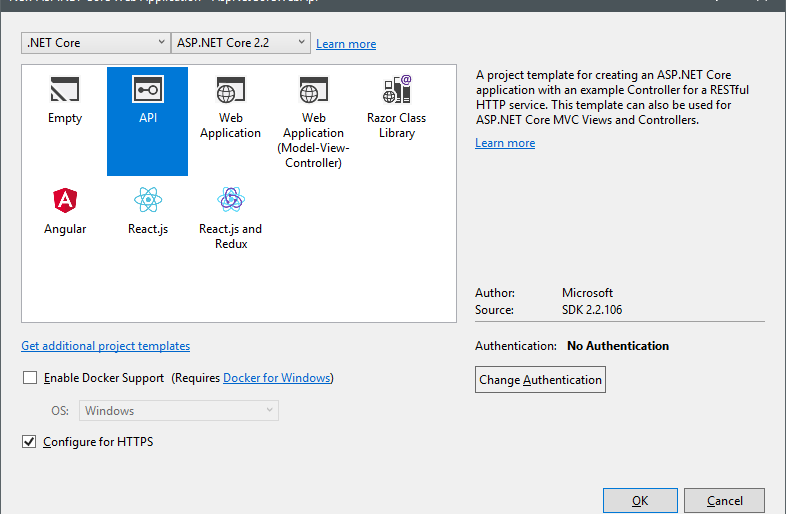 .NET Core
ASP.NET Core 2.2
Learn more
Empty
API
Web
Application
Web
Application
(Model-View-
Controller)
Razor Class
Library
Angular
React.js
React.js and
Redux
A project template for creating an ASP.NET Core
application with an example Controller for a RESTful
HTTP service. This template can also be used for
ASP.NET Core MVC Views and Controllers.
Learn more
Author: Microsoft
Source: SDK 2.2.106
Get additional project templates
Authentication: No Authentication
Enable Docker Support (Requires Docker for Windows)
Change Authentication
OS: Windows
Configure for HTTPS
OK
Cancel